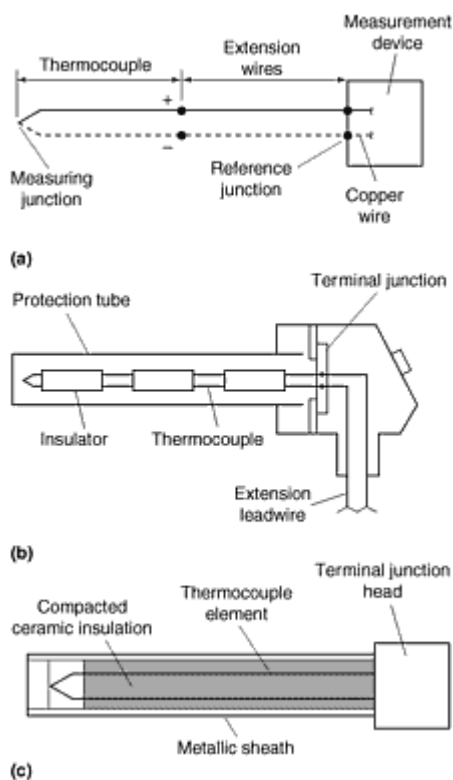 Measurement
device
Extension
wires
Thermocouple
+
−
Measuring
junction
Reference
junction
Copper
wire
(a)
Terminal junction
Protection tube
Insulator
Thermocouple
Extension
leadwire
(b)
Terminal junction
head
Thermocouple
element
Compacted
ceramic insulation
Metallic sheath
(c)